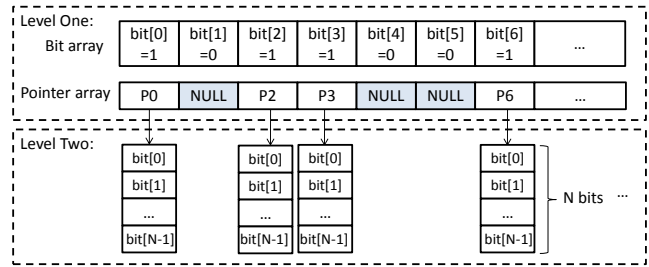 Level One:
Bit array
bit[0] bit[1] bit[2] bit[3] bit[4] bit[5] bit[6] ...
=1 =0 =1 =1 =0 =0 =1
Pointer array P0 NULL P2 P3 NULL NULL P6 ...
Level Two:
bit[0] bit[0] bit[0] bit[0]
bit[1] bit[1] bit[1] bit[1]
... ... ... ... N bits ...
bit[N-1] bit[N-1] bit[N-1] bit[N-1]